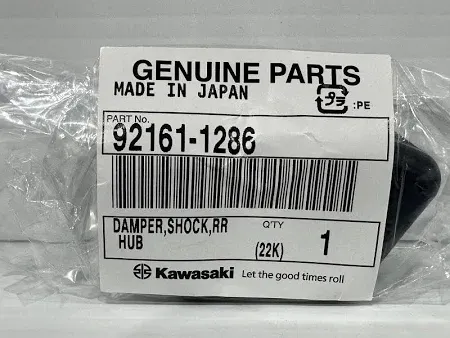 GENUINE PARTS
MADE IN JAPAN
プラ :PE
PART No.
92161-1286
DAMPER,SHOCK,RR Q'TY
HUB (22K) 1
Kawasaki Let the good times roll